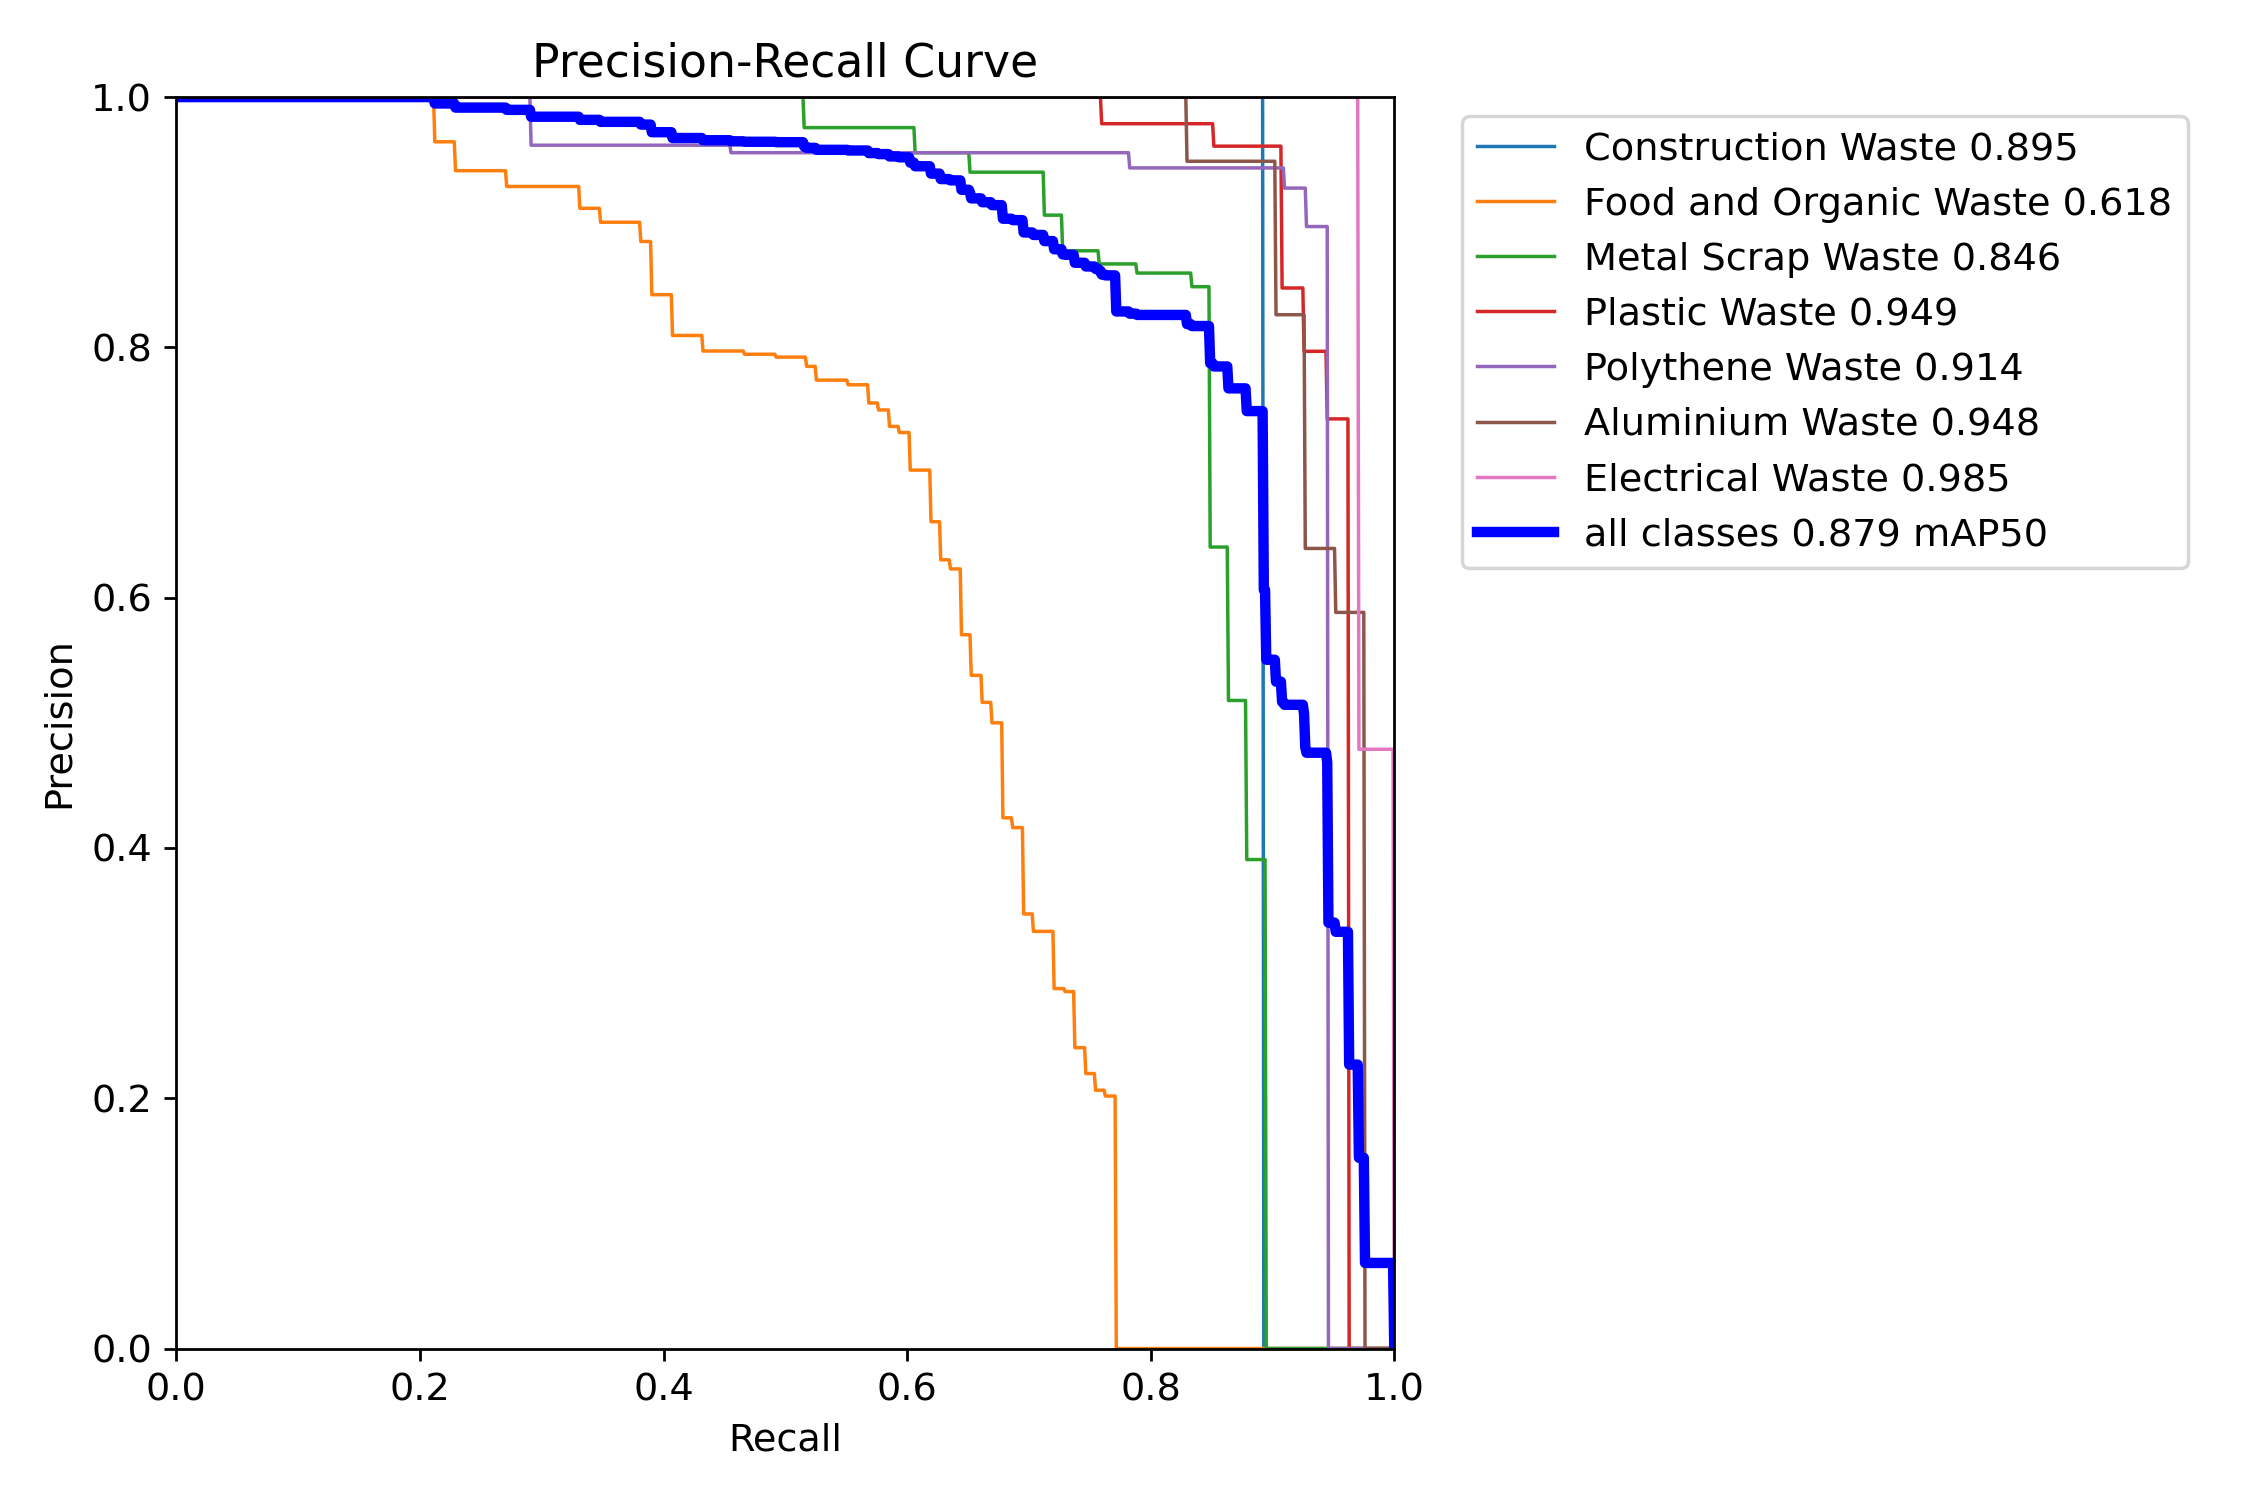 Precision-Recall Curve
1.0
0.8
0.6
0.4
0.2
0.0
Precision
0.0 0.2 0.4 0.6 0.8 1.0
Recall
Construction Waste 0.895
Food and Organic Waste 0.618
Metal Scrap Waste 0.846
Plastic Waste 0.949
Polythene Waste 0.914
Aluminium Waste 0.948
Electrical Waste 0.985
all classes 0.879 mAP50